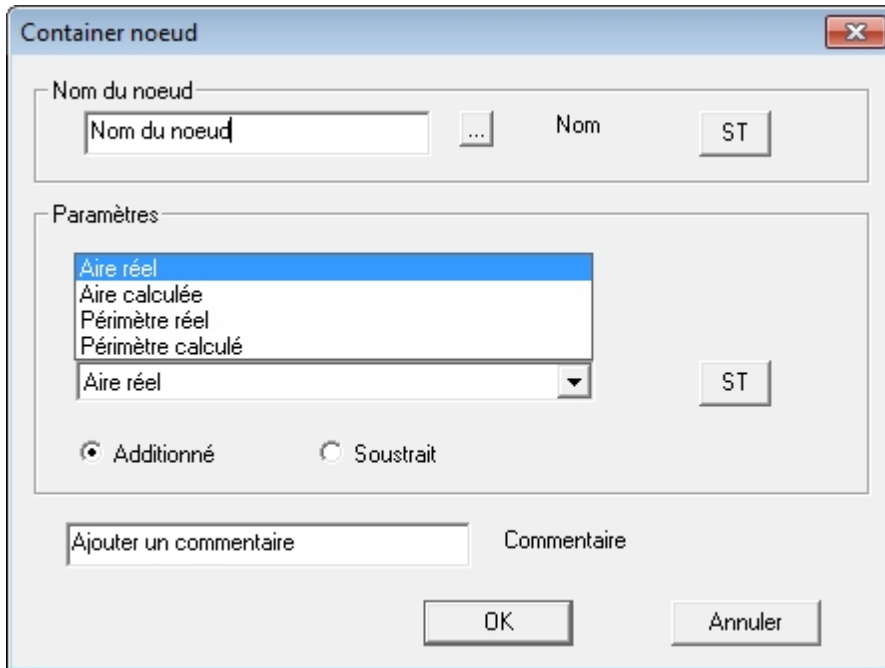 Container noeud
Nom du noeud
Nom du noeud ... Nom ST
Paramètres
Aire réel
Aire calculée
Périmètre réel
Périmètre calculé
Aire réel ST
Additionné Soustrait
Ajouter un commentaire Commentaire
OK Annuler